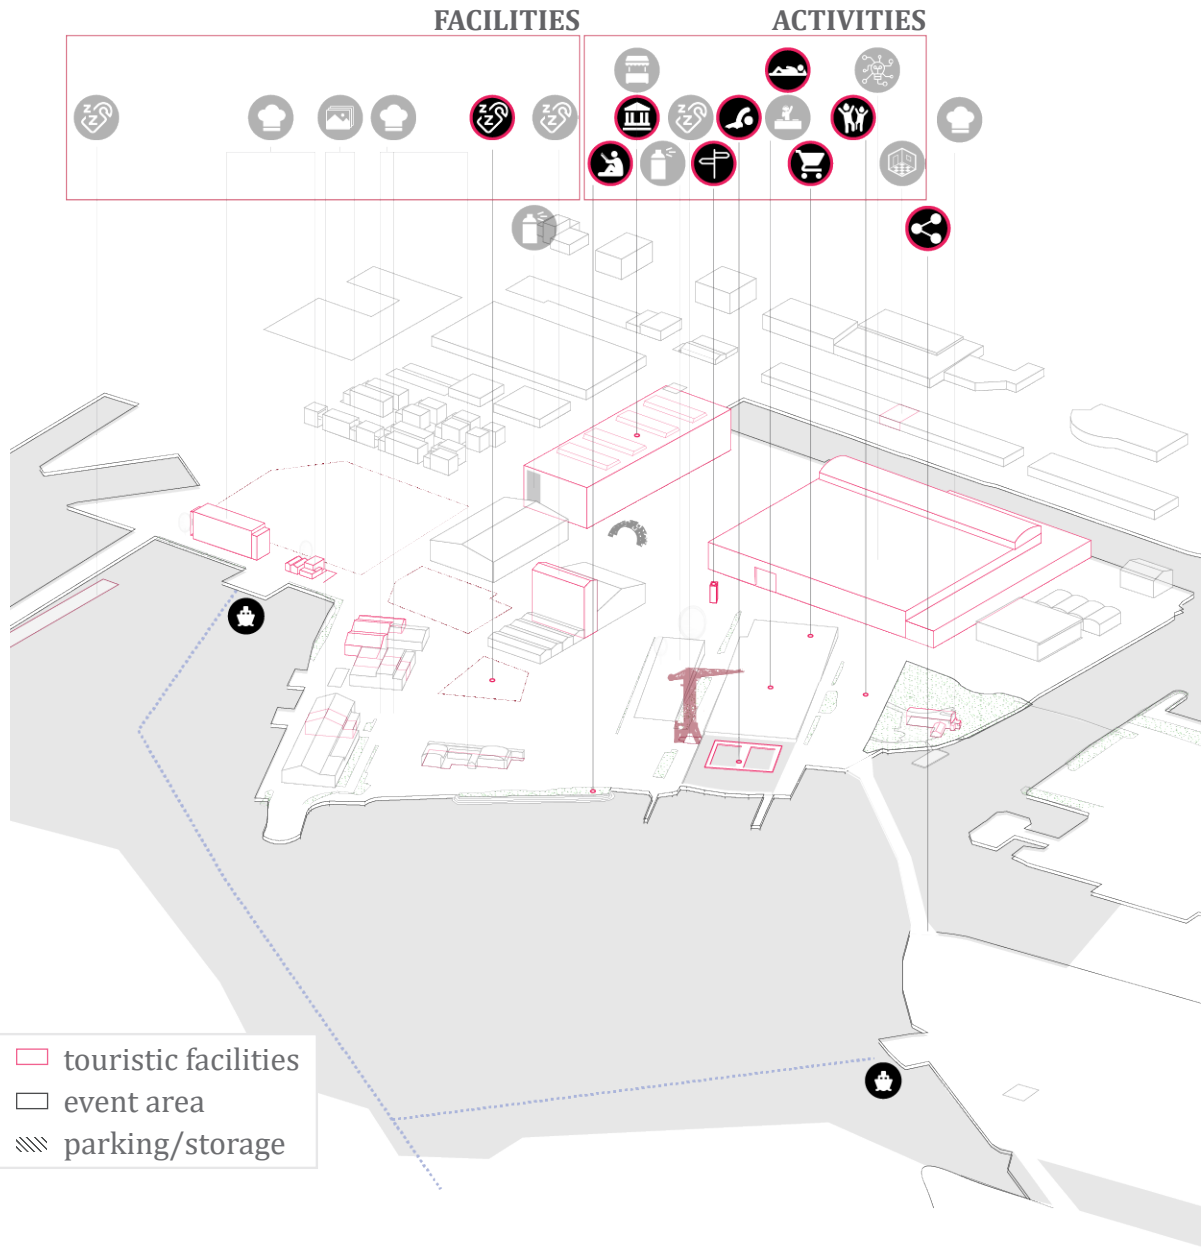 FACILITIES
ACTIVITIES
touristic facilities
event area
parking/storage